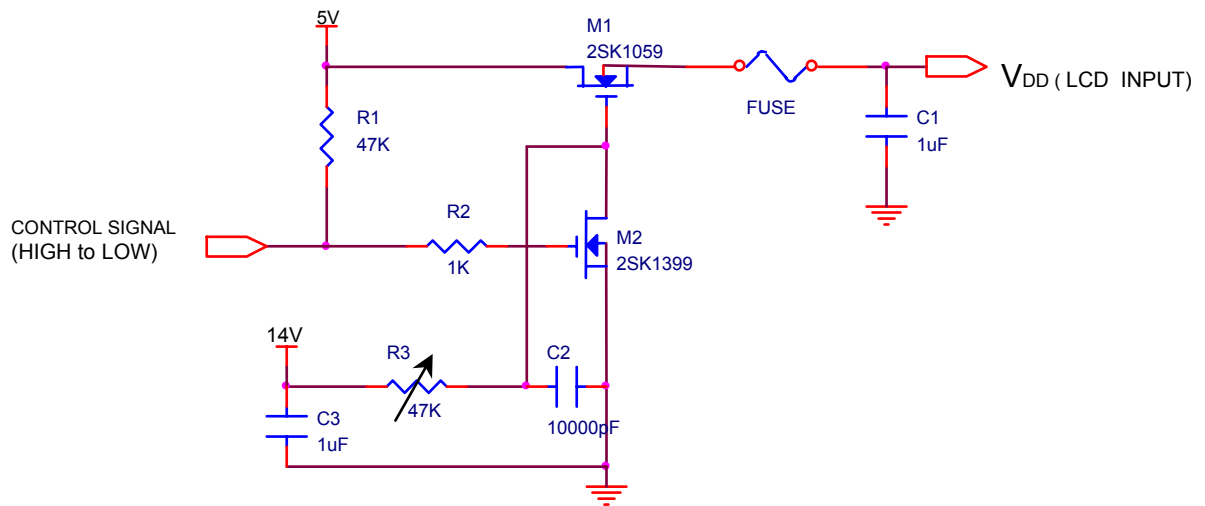 5V
M1
2SK1059
VDD ( LCD INPUT)
FUSE
R1
47K
C1
1uF
CONTROL SIGNAL
(HIGH to LOW)
R2
1K
M2
2SK1399
14V
R3
47K
C2
10000pF
C3
1uF